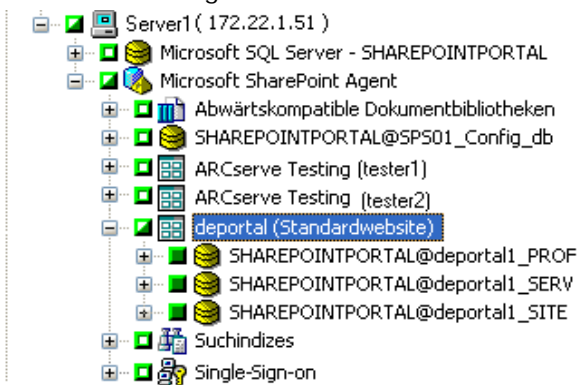 Server1 ( 172.22.1.51 )
Microsoft SQL Server - SHAREPOINTPORTAL
Microsoft SharePoint Agent
Abwärtskompatible Dokumentbibliotheken
SHAREPOINTPORTAL@SPS01_Config_db
ARCserve Testing (tester1)
ARCserve Testing (tester2)
deportal (Standardwebsite)
SHAREPOINTPORTAL@deportal1_PROF
SHAREPOINTPORTAL@deportal1_SERV
SHAREPOINTPORTAL@deportal1_SITE
Suchindizes
Single-Sign-on